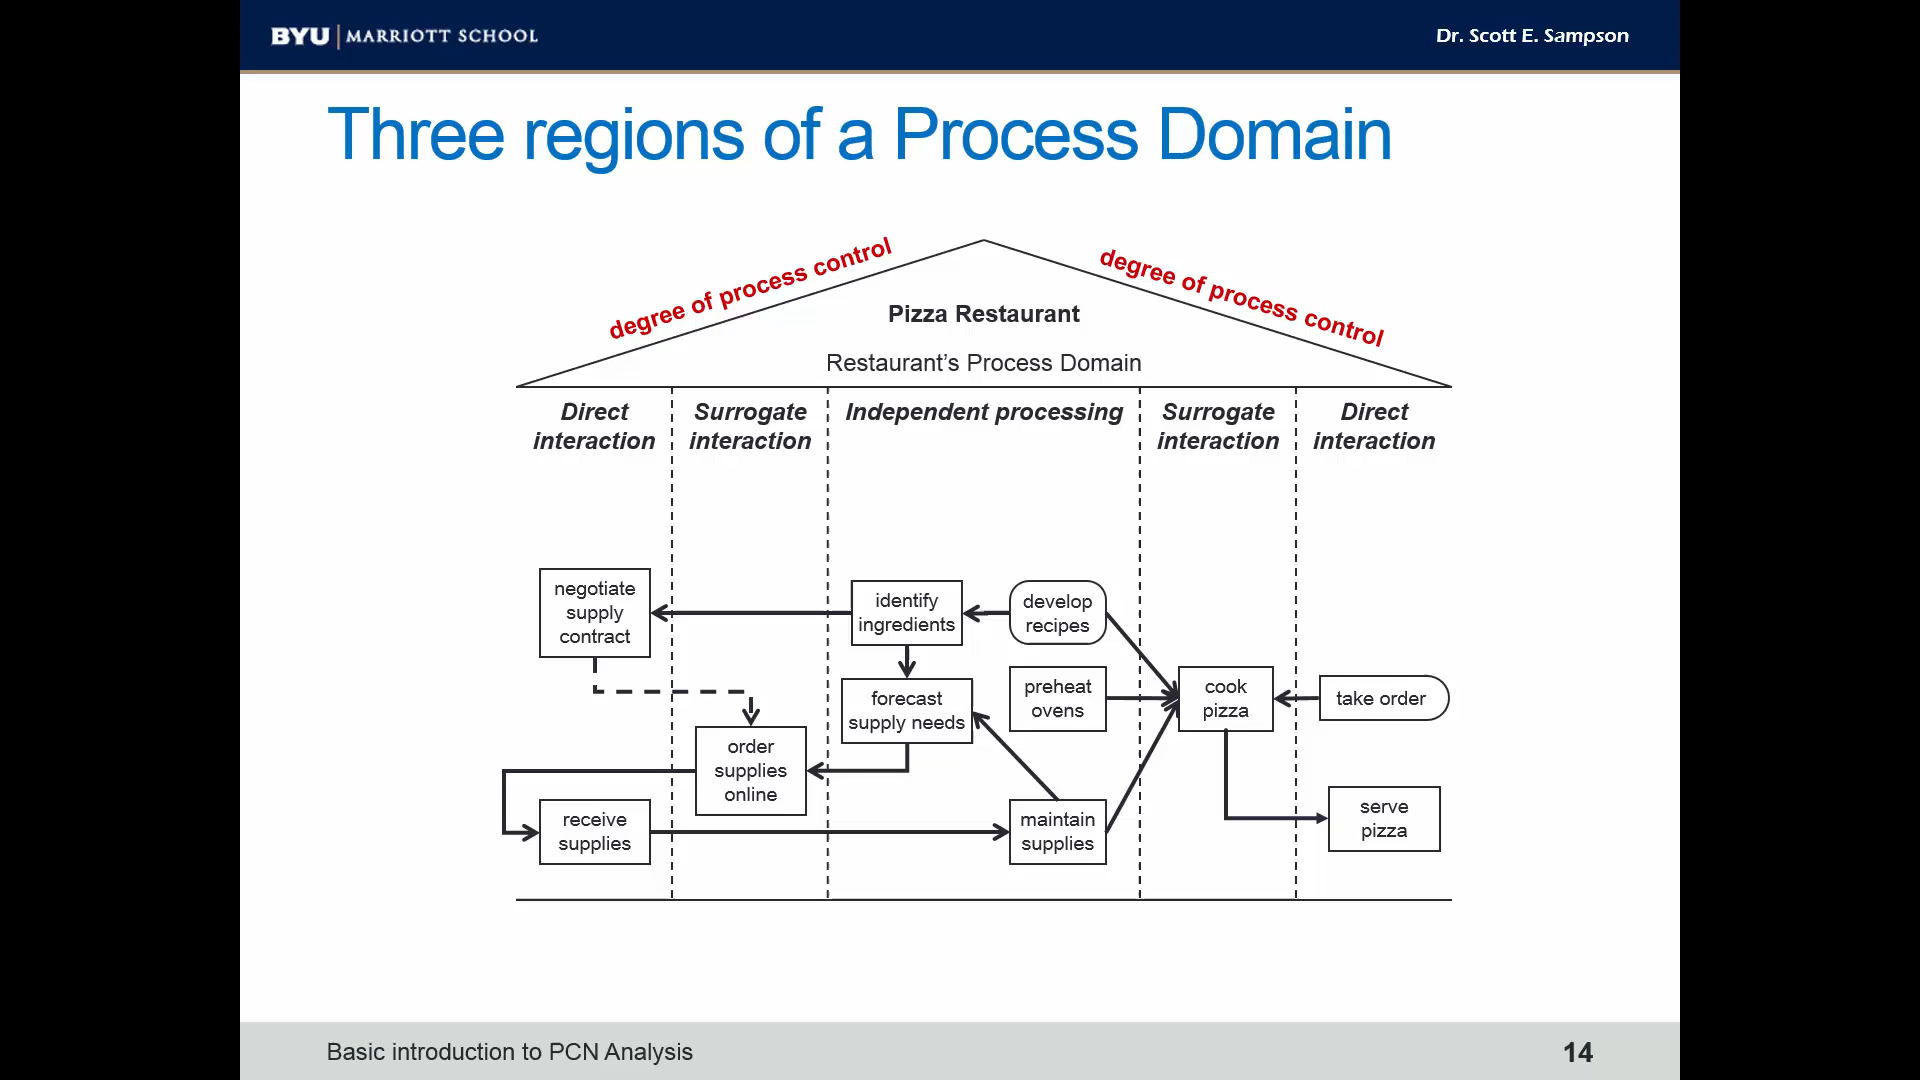 BYU | MARRIOTT SCHOOL
Dr. Scott E. Sampson
Three regions of a Process Domain
degree of process control
degree of process control
Pizza Restaurant
Restaurant’s Process Domain
Direct
interaction
Surrogate
interaction
Independent processing
Surrogate
interaction
Direct
interaction
negotiate
supply
contract
identify
ingredients
develop
recipes
forecast
supply needs
preheat
ovens
cook
pizza
take order
order
supplies
online
receive
supplies
maintain
supplies
serve
pizza
Basic introduction to PCN Analysis
14